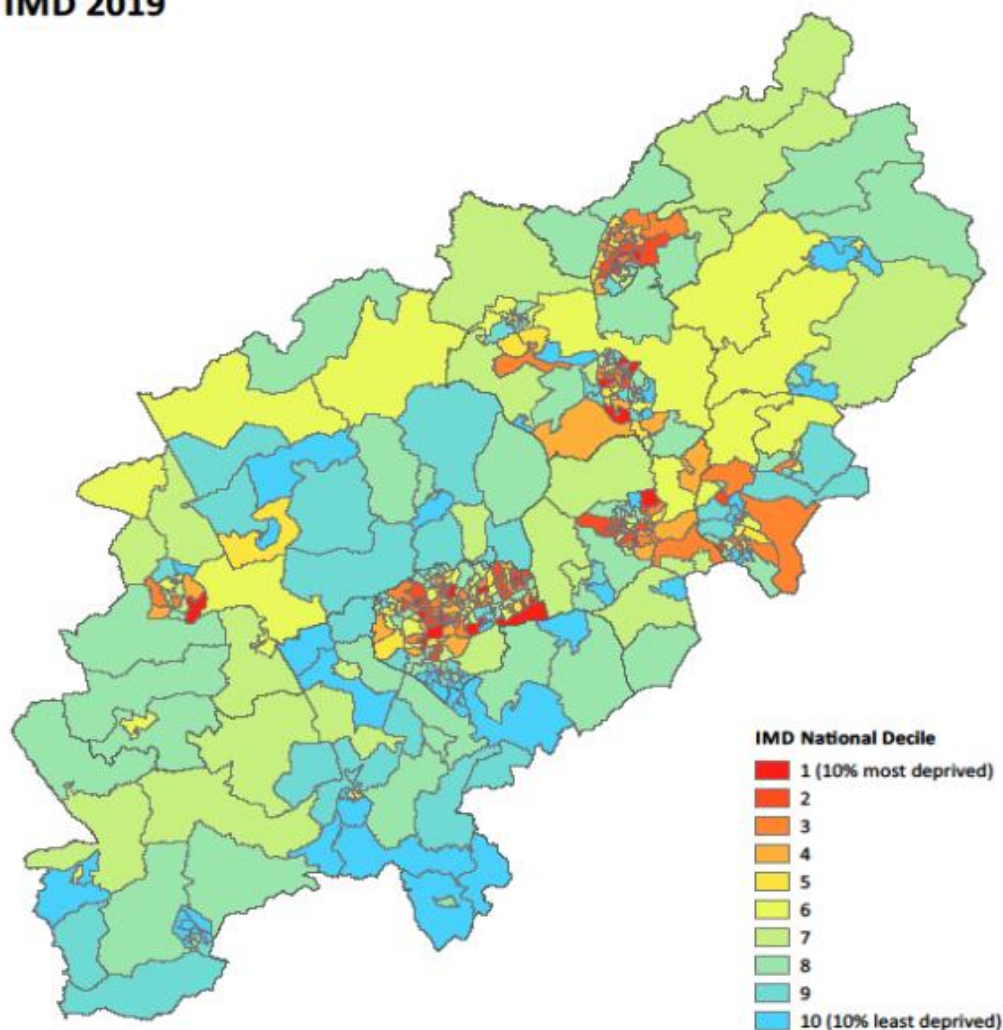 IMD 2019
IMD National Decile
1 (10% most deprived)
2
3
4
5
6
7
8
9
10 (10% least deprived)